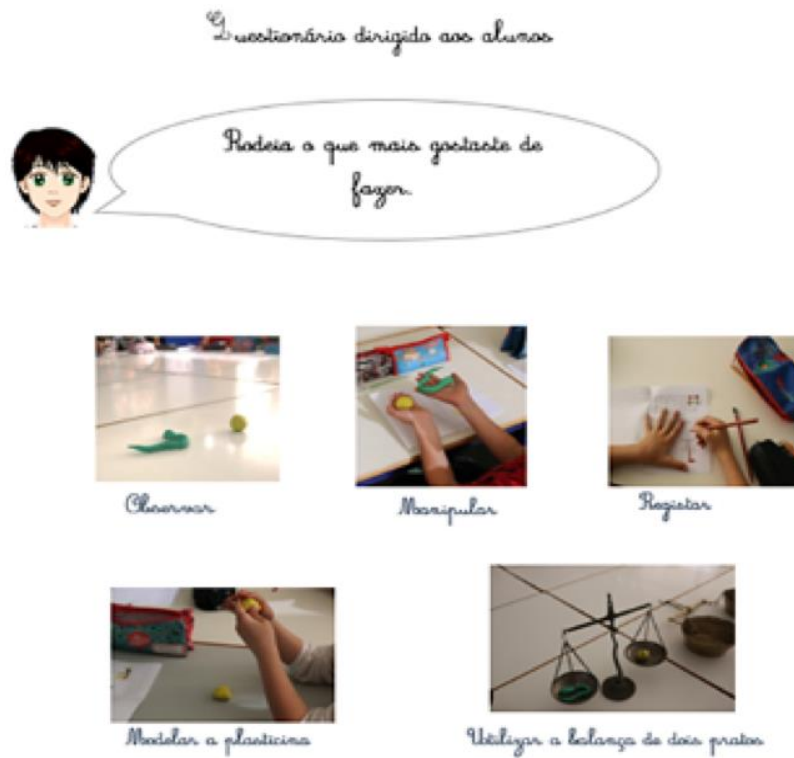 Questionário dirigido aos alunos
Rodeia o que mais gostaste de
fazer.
Observar
Manipular
Registar
Modelar a plasticina
Utilizar a balança de dois pratos